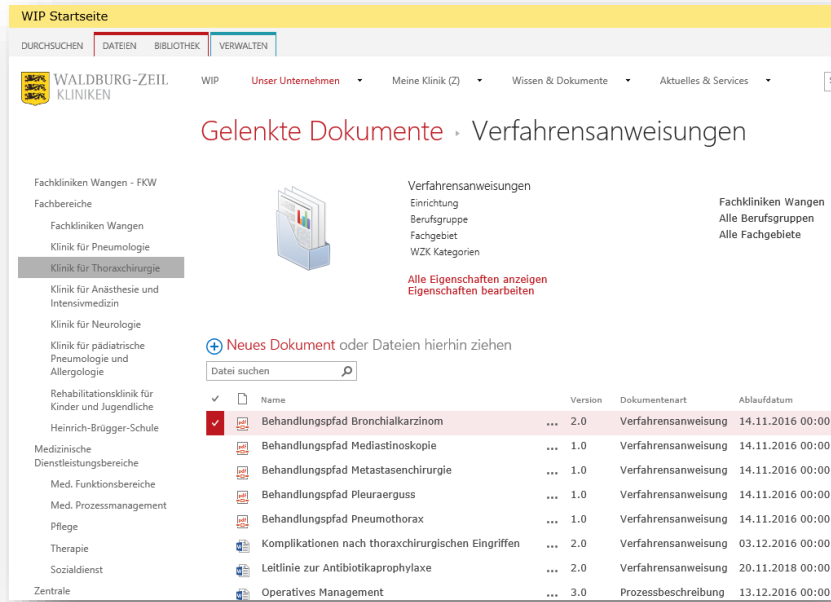 WIP Startseite
DURCHSUCHEN DATEIEN BIBLIOTHEK VERWALTEN
WALDBURG-ZEIL
KLINIKEN
WIP Unser Unternehmen Meine Klinik (Z) Wissen & Dokumente Aktuelles & Services
Gelenkte Dokumente Verfahrensanweisungen
Fachkliniken Wangen - FKW
Fachbereiche
Fachkliniken Wangen
Klinik für Pneumologie
Klinik für Thoraxchirurgie
Klinik für Anästhesie und
Intensivmedizin
Klinik für Neurologie
Klinik für pädiatrische
Pneumologie und
Allergologie
Rehabilitationsklinik für
Kinder und Jugendliche
Heinrich-Brügger-Schule
Medizinische
Dienstleistungsbereiche
Med. Funktionsbereiche
Med. Prozessmanagement
Pflege
Therapie
Sozialdienst
Zentrale
Verfahrensanweisungen
Einrichtung Fachkliniken Wangen
Berufsgruppe Alle Berufsgruppen
Fachgebiet Alle Fachgebiete
WZK Kategorien
Alle Eigenschaften anzeigen
Eigenschaften bearbeiten
Neues Dokument oder Dateien hierhin ziehen
Datei suchen
Name Version Dokumentenart Ablaufdatum
Behandlungspfad Bronchialkarzinom ... 2.0 Verfahrensanweisung 14.11.2016 00:00
Behandlungspfad Mediastinoskopie ... 1.0 Verfahrensanweisung 14.11.2016 00:00
Behandlungspfad Metastasenchirurgie ... 1.0 Verfahrensanweisung 14.11.2016 00:00
Behandlungspfad Pleuraerguss ... 1.0 Verfahrensanweisung 14.11.2016 00:00
Behandlungspfad Pneumothorax ... 1.0 Verfahrensanweisung 14.11.2016 00:00
Komplikationen nach thoraxchirurgischen Eingriffen ... 2.0 Verfahrensanweisung 03.12.2016 00:00
Leitlinie zur Antibiotikaprophylaxe ... 2.0 Verfahrensanweisung 20.11.2018 00:00
Operatives Management ... 3.0 Prozessbeschreibung 13.12.2016 00:00